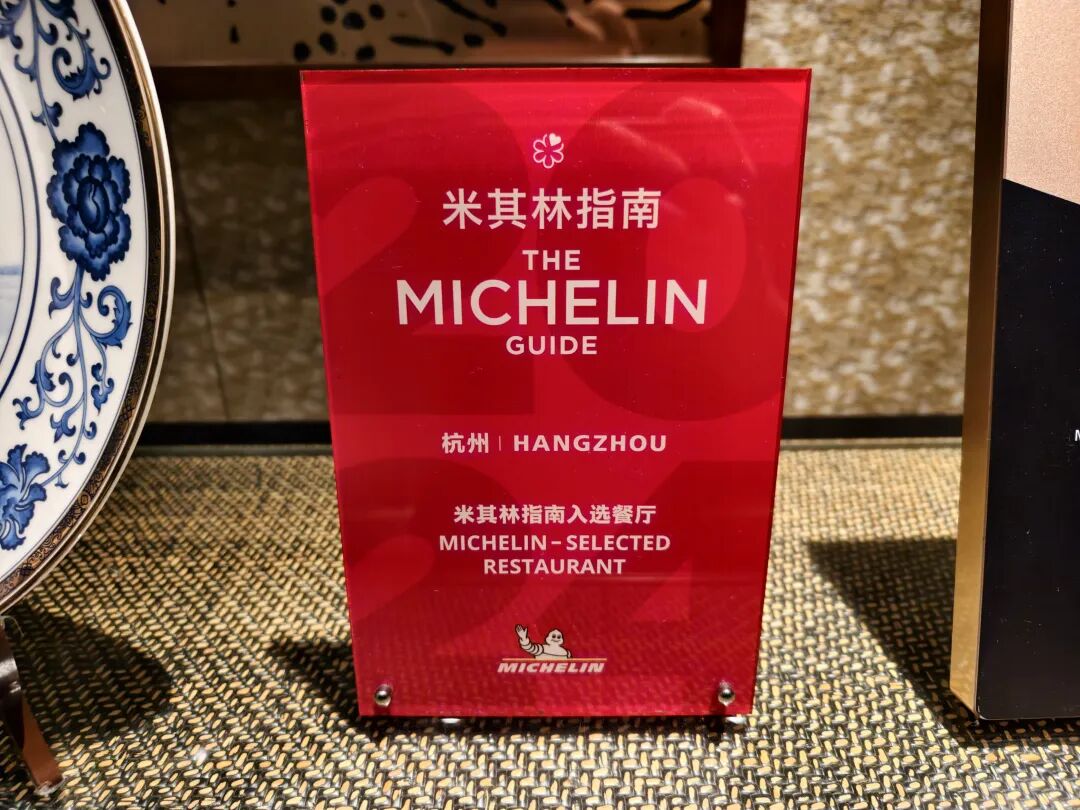 米其林指南
THE
MICHELIN
GUIDE
杭州 | HANGZHOU
米其林指南入选餐厅
MICHELIN-SELECTED
RESTAURANT
MICHELIN
2024